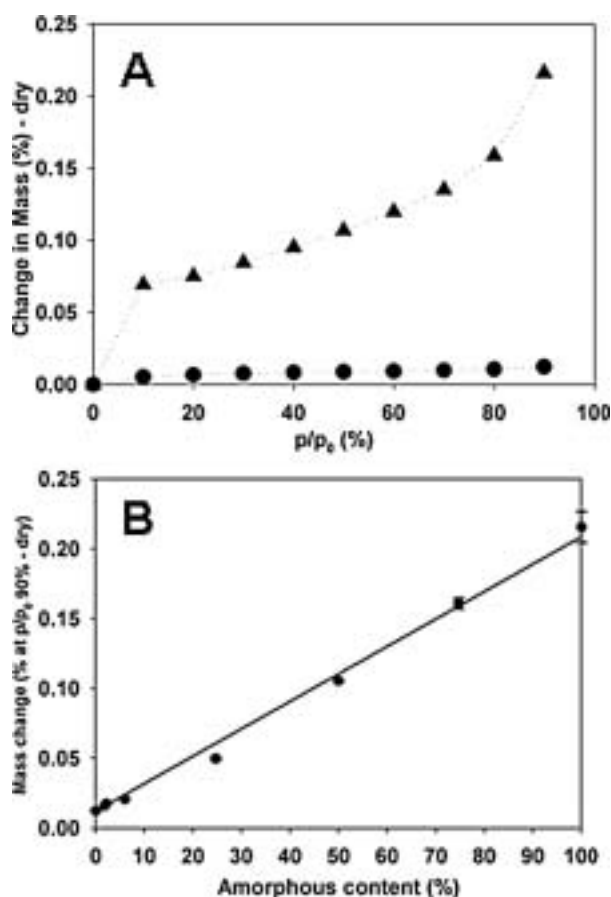 A
Change in Mass (%) - dry
0.25
0.20
0.15
0.10
0.05
0.00
0 20 40 60 80 100
p/p₀ (%)
B
Mass change (% at p/p₀ 90% - dry)
0.25
0.20
0.15
0.10
0.05
0.00
0 10 20 30 40 50 60 70 80 90 100
Amorphous content (%)